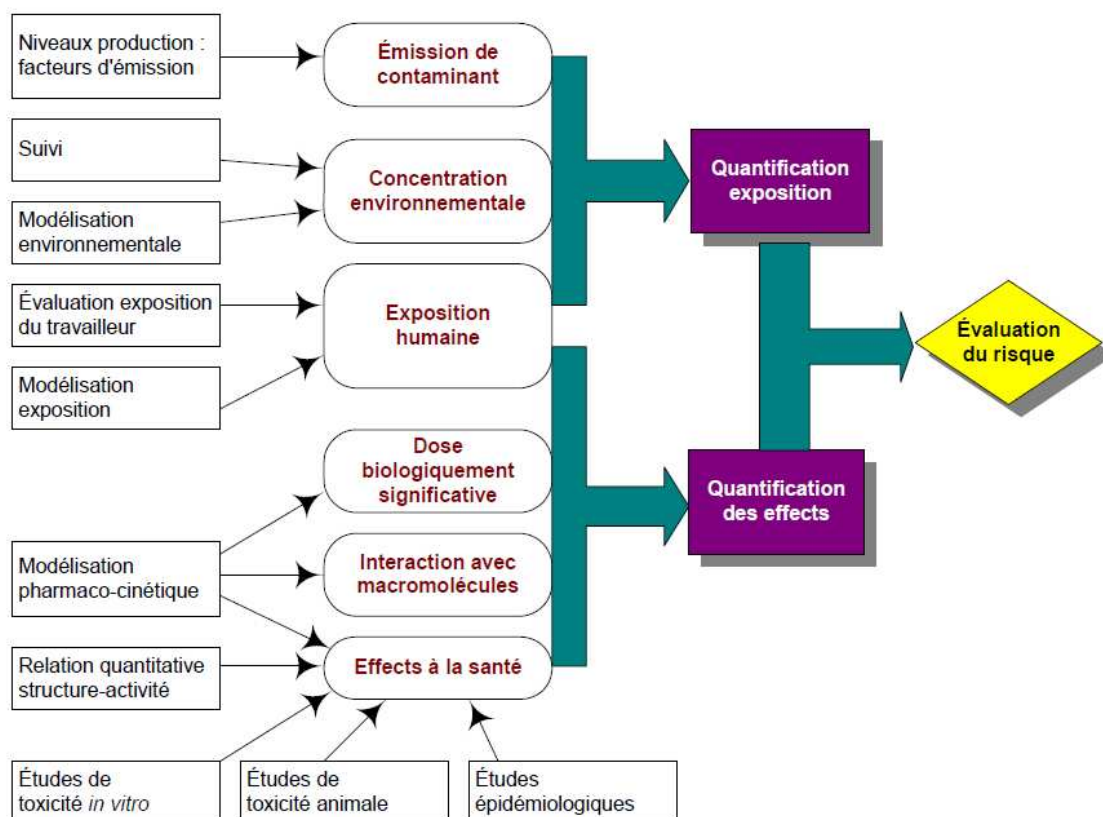 Niveaux production :
facteurs d'émission
Émission de
contaminant
Suivi
Concentration
environnementale
Modélisation
environnementale
Quantification
exposition
Évaluation exposition
du travailleur
Exposition
humaine
Modélisation
exposition
Évaluation
du risque
Dose
biologiquement
significative
Quantification
des effects
Modélisation
pharmaco-cinétique
Interaction avec
macromolécules
Relation quantitative
structure-activité
Effects à la santé
Études de
toxicité in vitro
Études de
toxicité animale
Études
épidémiologiques